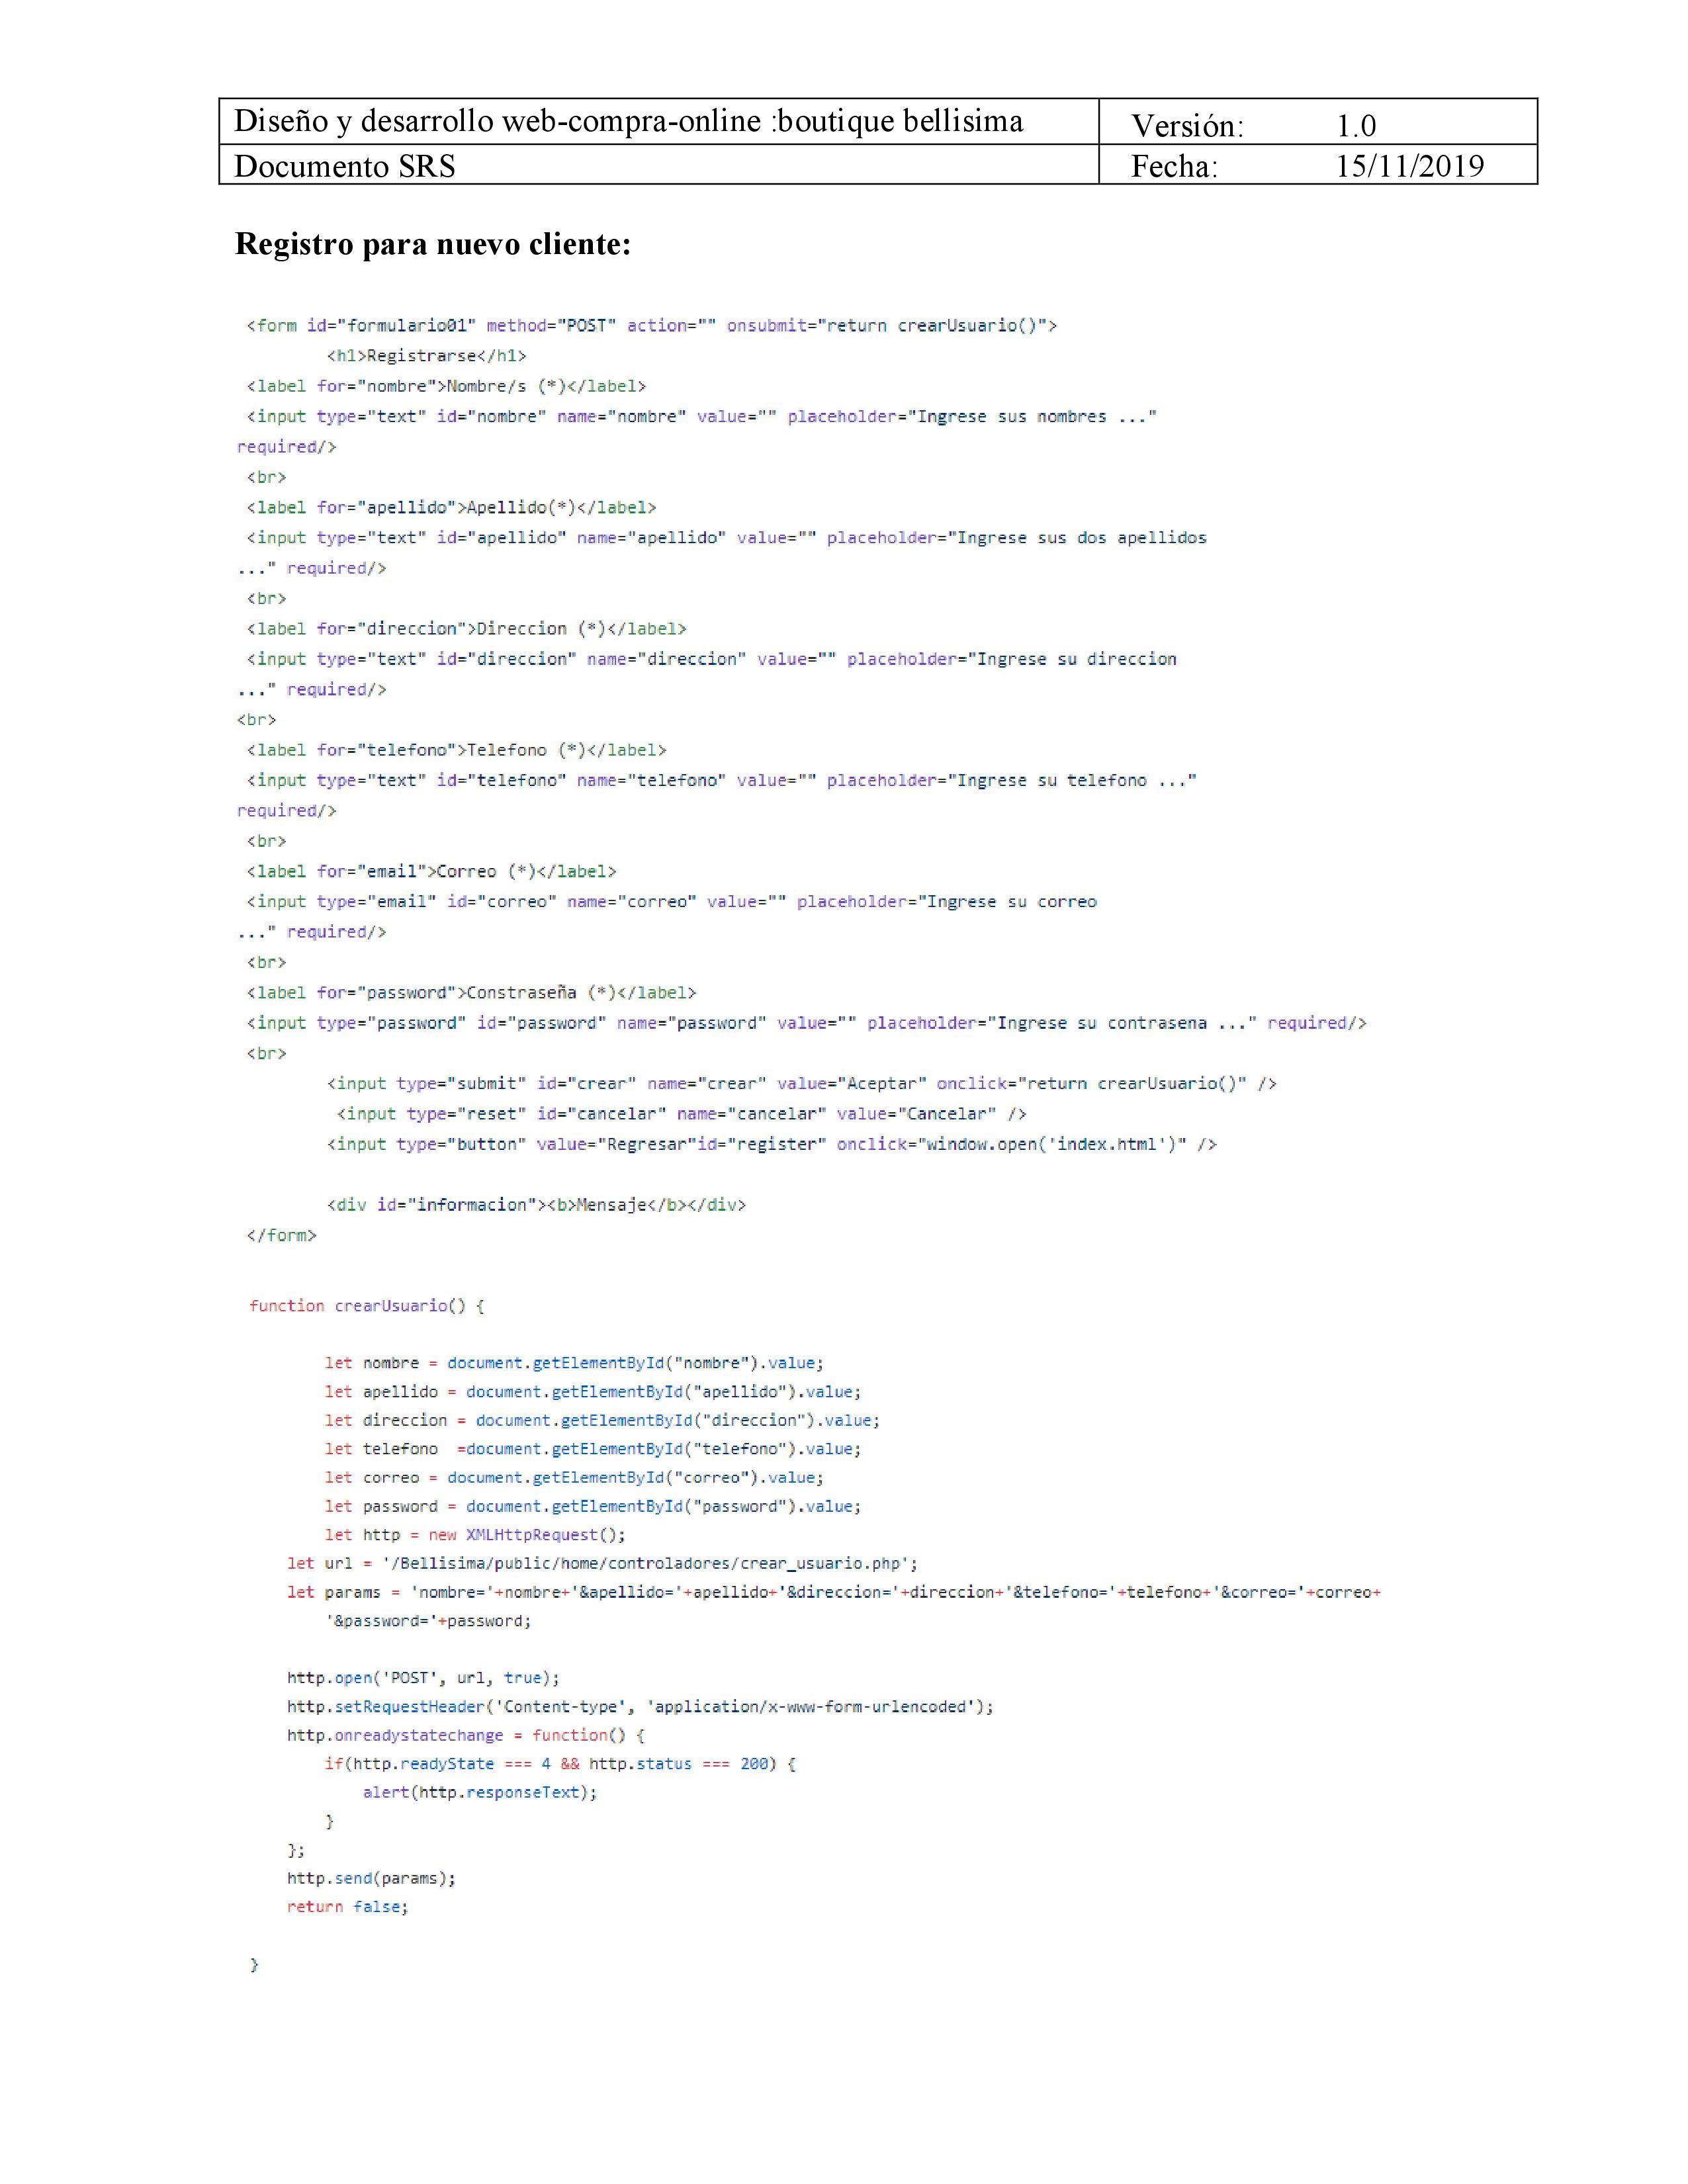 Diseño y desarrollo web-compra-online :boutique bellisima
Versión: 1.0
Documento SRS
Fecha: 15/11/2019
Registro para nuevo cliente:
<form id="formulario01" method="POST" action="" onsubmit="return crearUsuario()">
<h1>Registrarse</h1>
<label for="nombre">Nombre/s (*)</label>
<input type="text" id="nombre" name="nombre" value="" placeholder="Ingrese sus nombres ..."
required/>
<br>
<label for="apellido">Apellido(*)</label>
<input type="text" id="apellido" name="apellido" value="" placeholder="Ingrese sus dos apellidos
..." required/>
<br>
<label for="direccion">Direccion (*)</label>
<input type="text" id="direccion" name="direccion" value="" placeholder="Ingrese su direccion
..." required/>
<br>
<label for="telefono">Telefono (*)</label>
<input type="text" id="telefono" name="telefono" value="" placeholder="Ingrese su telefono ..."
required/>
<br>
<label for="email">Correo (*)</label>
<input type="email" id="correo" name="correo" value="" placeholder="Ingrese su correo
..." required/>
<br>
<label for="password">Constraseña (*)</label>
<input type="password" id="password" name="password" value="" placeholder="Ingrese su contrasena ..." required/>
<br>
<input type="submit" id="crear" name="crear" value="Aceptar" onclick="return crearUsuario()" />
<input type="reset" id="cancelar" name="cancelar" value="Cancelar" />
<input type="button" value="Regresar"id="register" onclick="window.open('index.html')" />
<div id="informacion"><b>Mensaje</b></div>
</form>
function crearUsuario() {
let nombre = document.getElementById("nombre").value;
let apellido = document.getElementById("apellido").value;
let direccion = document.getElementById("direccion").value;
let telefono  =document.getElementById("telefono").value;
let correo = document.getElementById("correo").value;
let password = document.getElementById("password").value;
let http = new XMLHttpRequest();
let url = '/Bellisima/public/home/controladores/crear_usuario.php';
let params = 'nombre='+nombre+'&apellido='+apellido+'&direccion='+direccion+'&telefono='+telefono+'&correo='+correo+
'&password='+password;
http.open('POST', url, true);
http.setRequestHeader('Content-type', 'application/x-www-form-urlencoded');
http.onreadystatechange = function() {
if(http.readyState === 4 && http.status === 200) {
alert(http.responseText);
}
};
http.send(params);
return false;
}